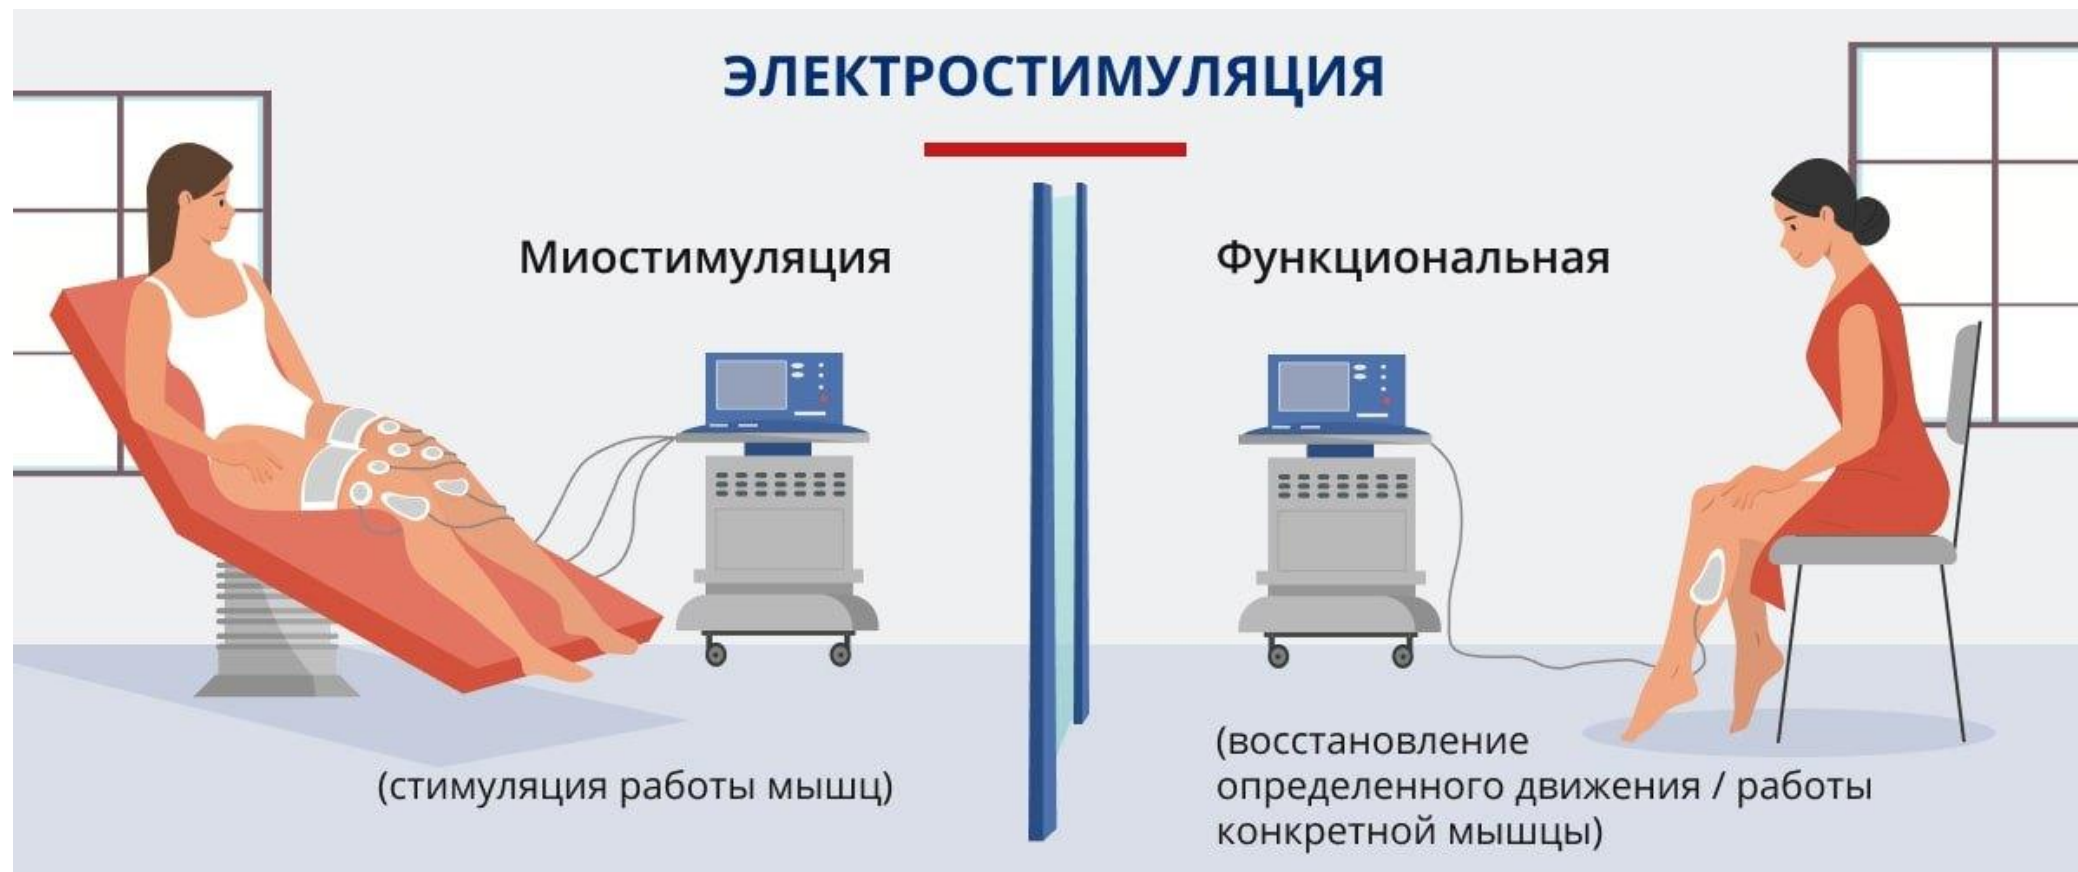 ЭЛЕКТРОСТИМУЛЯЦИЯ
Миостимуляция
(стимуляция работы мышц)
Функциональная
(восстановление
определенного движения / работы
конкретной мышцы)